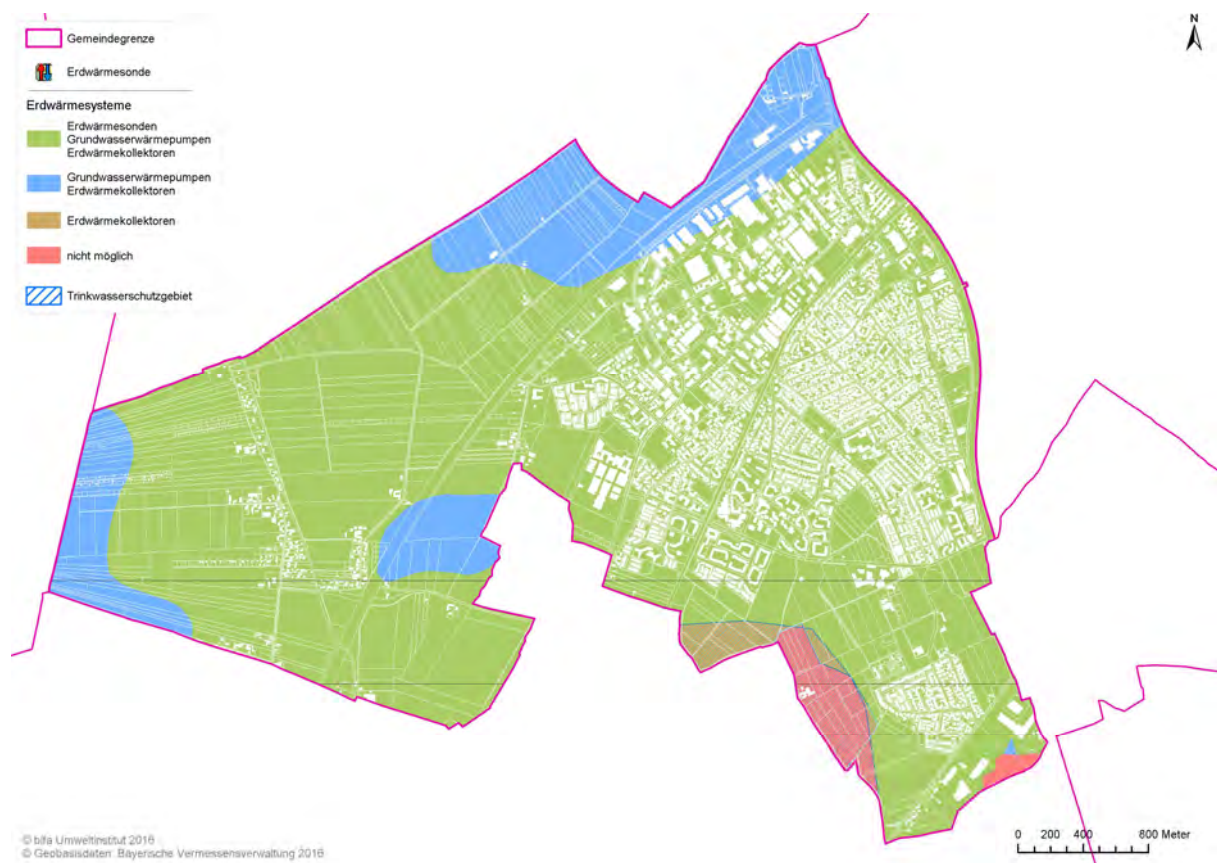 Gemeindegrenze
Erdwärmesonde
Erdwärmesysteme
Erdwärmesonden
Grundwasserwärmepumpen
Erdwärmekollektoren
Grundwasserwärmepumpen
Erdwärmekollektoren
Erdwärmekollektoren
nicht möglich
Trinkwasserschutzgebiet
N
0 200 400 800 Meter
© bifa Umweltinstitut 2016
© Geobasisdaten: Bayerische Vermessensverwaltung 2016